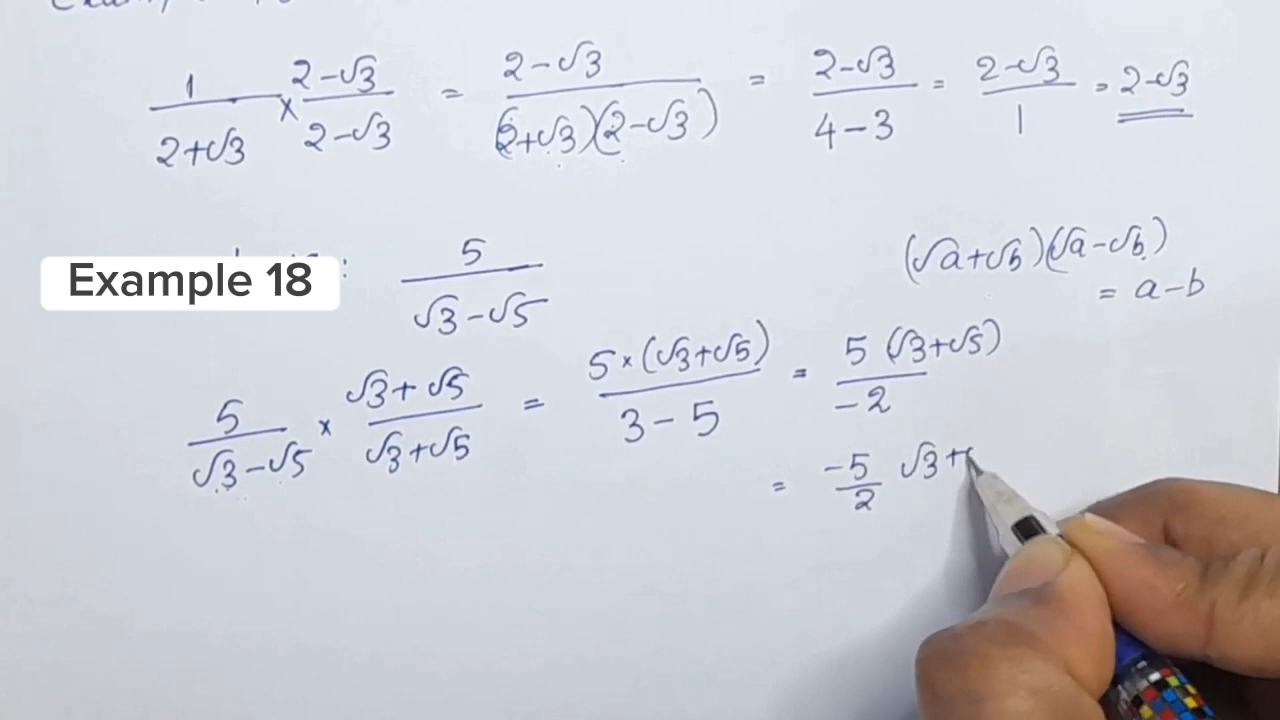 1/(2+√3) × (2-√3)/(2-√3) = (2-√3)/((2+√3)(2-√3)) = (2-√3)/(4-3) = (2-√3)/1 = 2-√3
Example 18 : 5/(√3-√5)
(√a+√b)(√a-√b)
= a-b
5/(√3-√5) × (√3+√5)/(√3+√5) = (5×(√3+√5))/(3-5) = (5(√3+√5))/(-2)
= -5/2 √3+